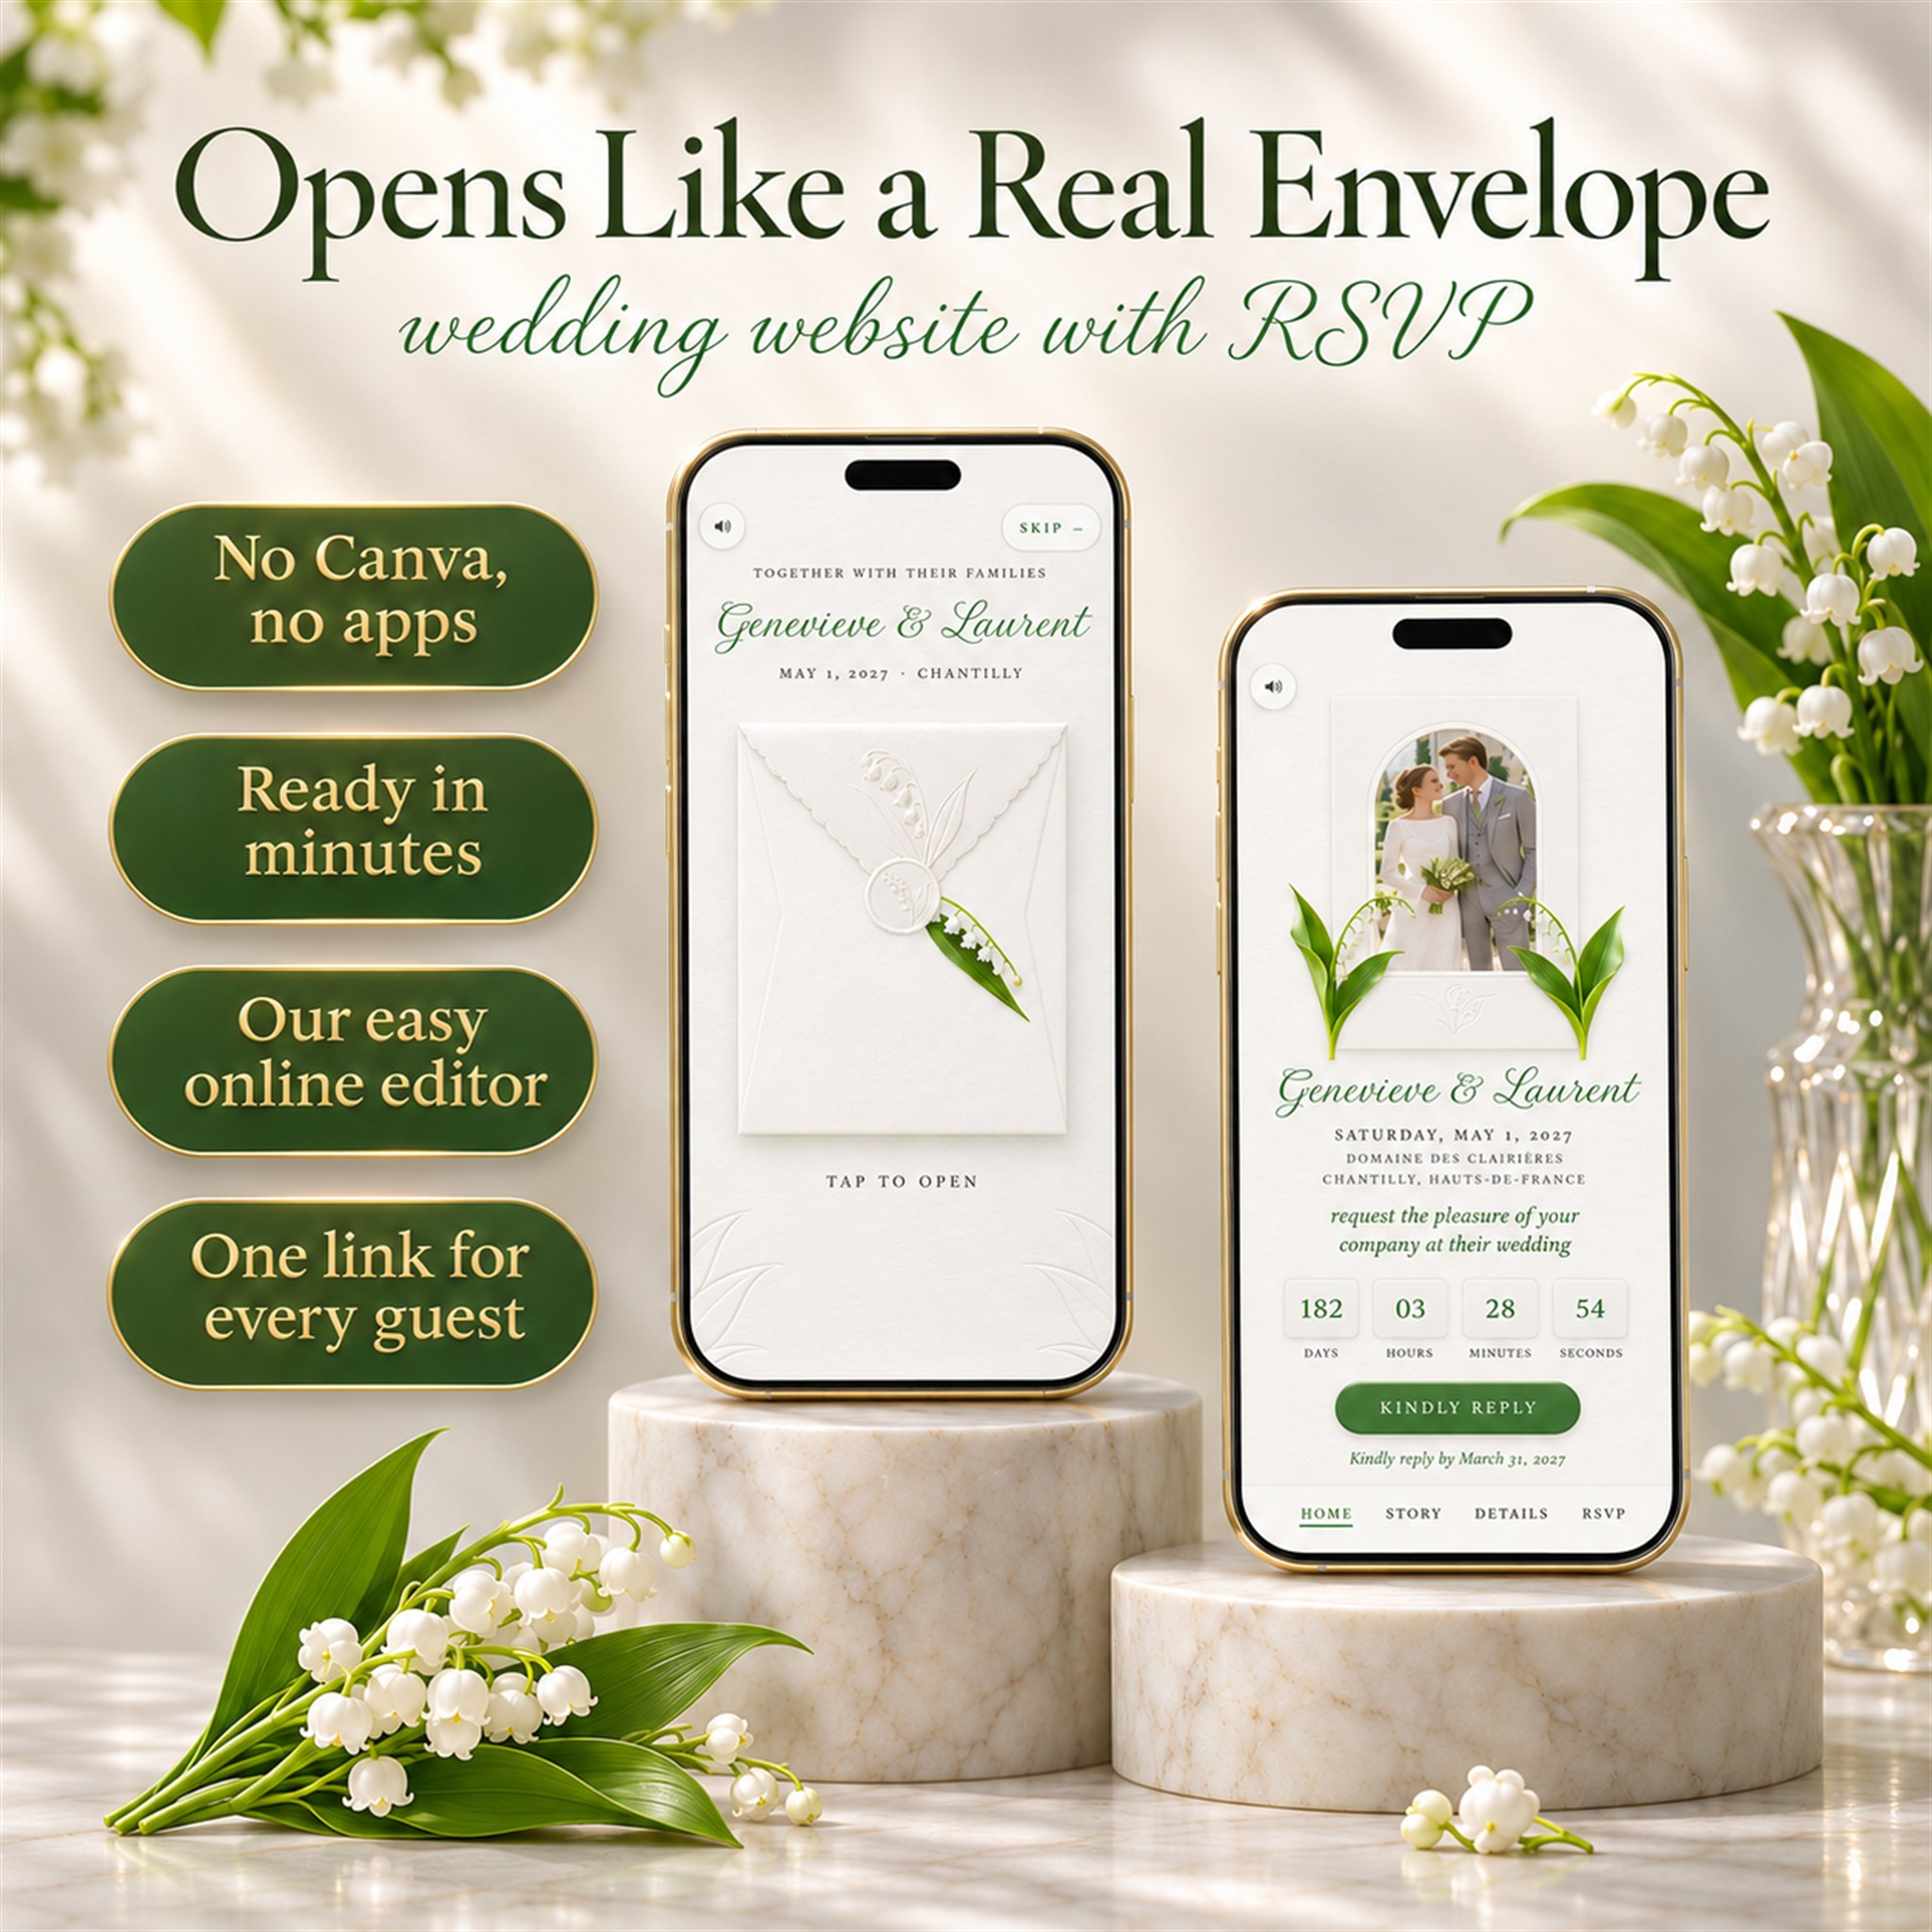 Opens Like a Real Envelope
wedding website with RSVP
No Canva,
no apps
Ready in
minutes
Our easy
online editor
One link for
every guest
SKIP –
TOGETHER WITH THEIR FAMILIES
Genevieve & Laurent
MAY 1, 2027 · CHANTILLY
TAP TO OPEN
Genevieve & Laurent
SATURDAY, MAY 1, 2027
DOMAINE DES CLAIRIÈRES
CHANTILLY, HAUTS-DE-FRANCE
request the pleasure of your
company at their wedding
182 03 28 54
DAYS HOURS MINUTES SECONDS
KINDLY REPLY
Kindly reply by March 31, 2027
HOME STORY DETAILS RSVP